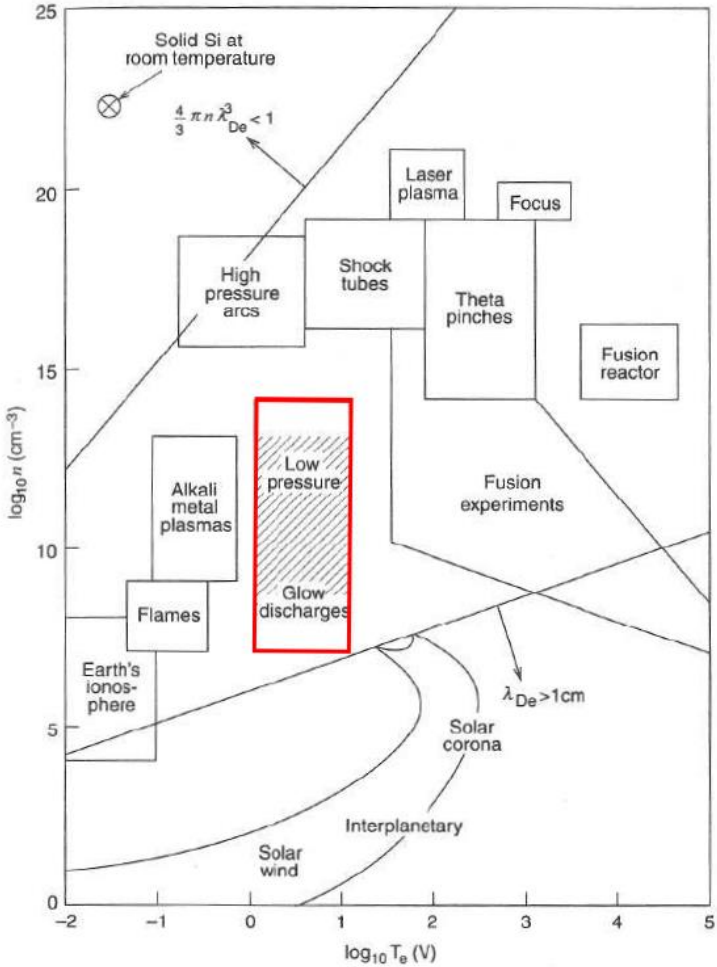 25
20
15
10
5
0
log₁₀ n (cm⁻³)
Solid Si at
room temperature
4/3 π n λ³De < 1
Laser
plasma
Focus
High
pressure
arcs
Shock
tubes
Theta
pinches
Fusion
reactor
Alkali
metal
plasmas
Low
pressure
Glow
discharges
Fusion
experiments
Flames
Earth's
ionos-
phere
λDe > 1cm
Solar
corona
Interplanetary
Solar
wind
−2 −1 0 1 2 3 4 5
log₁₀ Te (V)